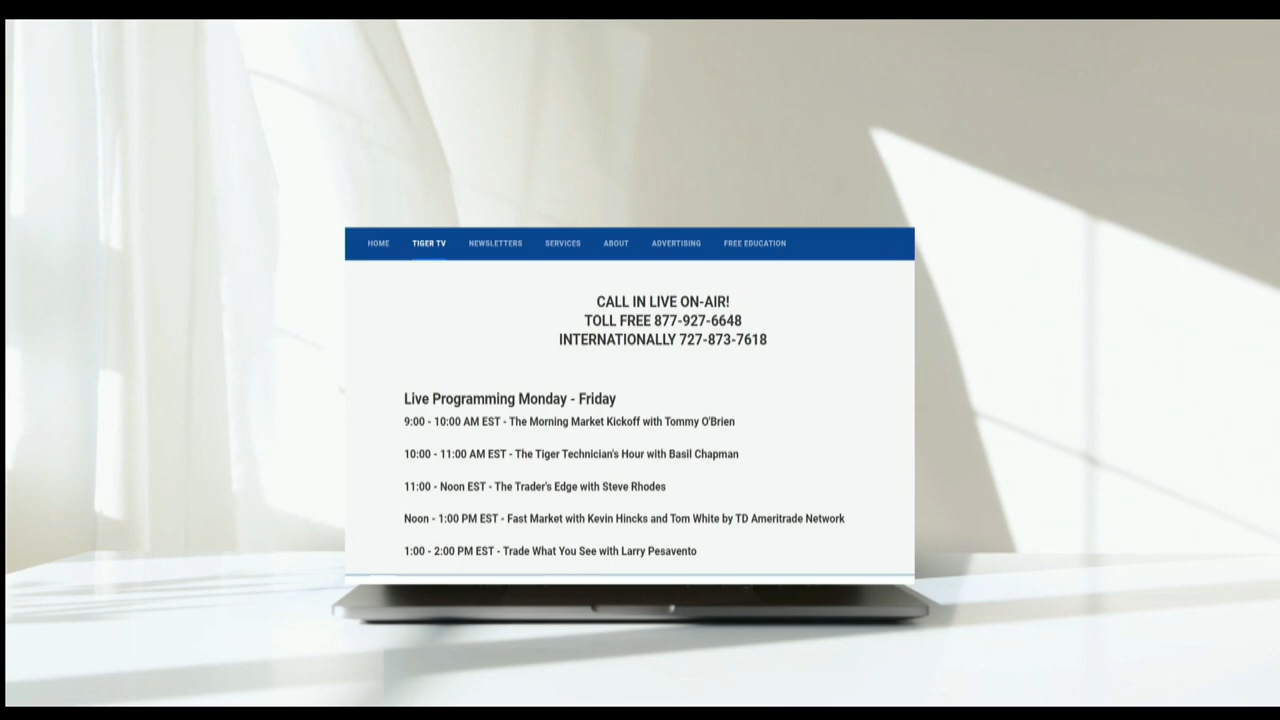 HOME TIGER TV NEWSLETTERS SERVICES ABOUT ADVERTISING FREE EDUCATION
CALL IN LIVE ON-AIR!
TOLL FREE 877-927-6648
INTERNATIONALLY 727-873-7618
Live Programming Monday - Friday
9:00 - 10:00 AM EST - The Morning Market Kickoff with Tommy O'Brien
10:00 - 11:00 AM EST - The Tiger Technician's Hour with Basil Chapman
11:00 - Noon EST - The Trader's Edge with Steve Rhodes
Noon - 1:00 PM EST - Fast Market with Kevin Hincks and Tom White by TD Ameritrade Network
1:00 - 2:00 PM EST - Trade What You See with Larry Pesavento